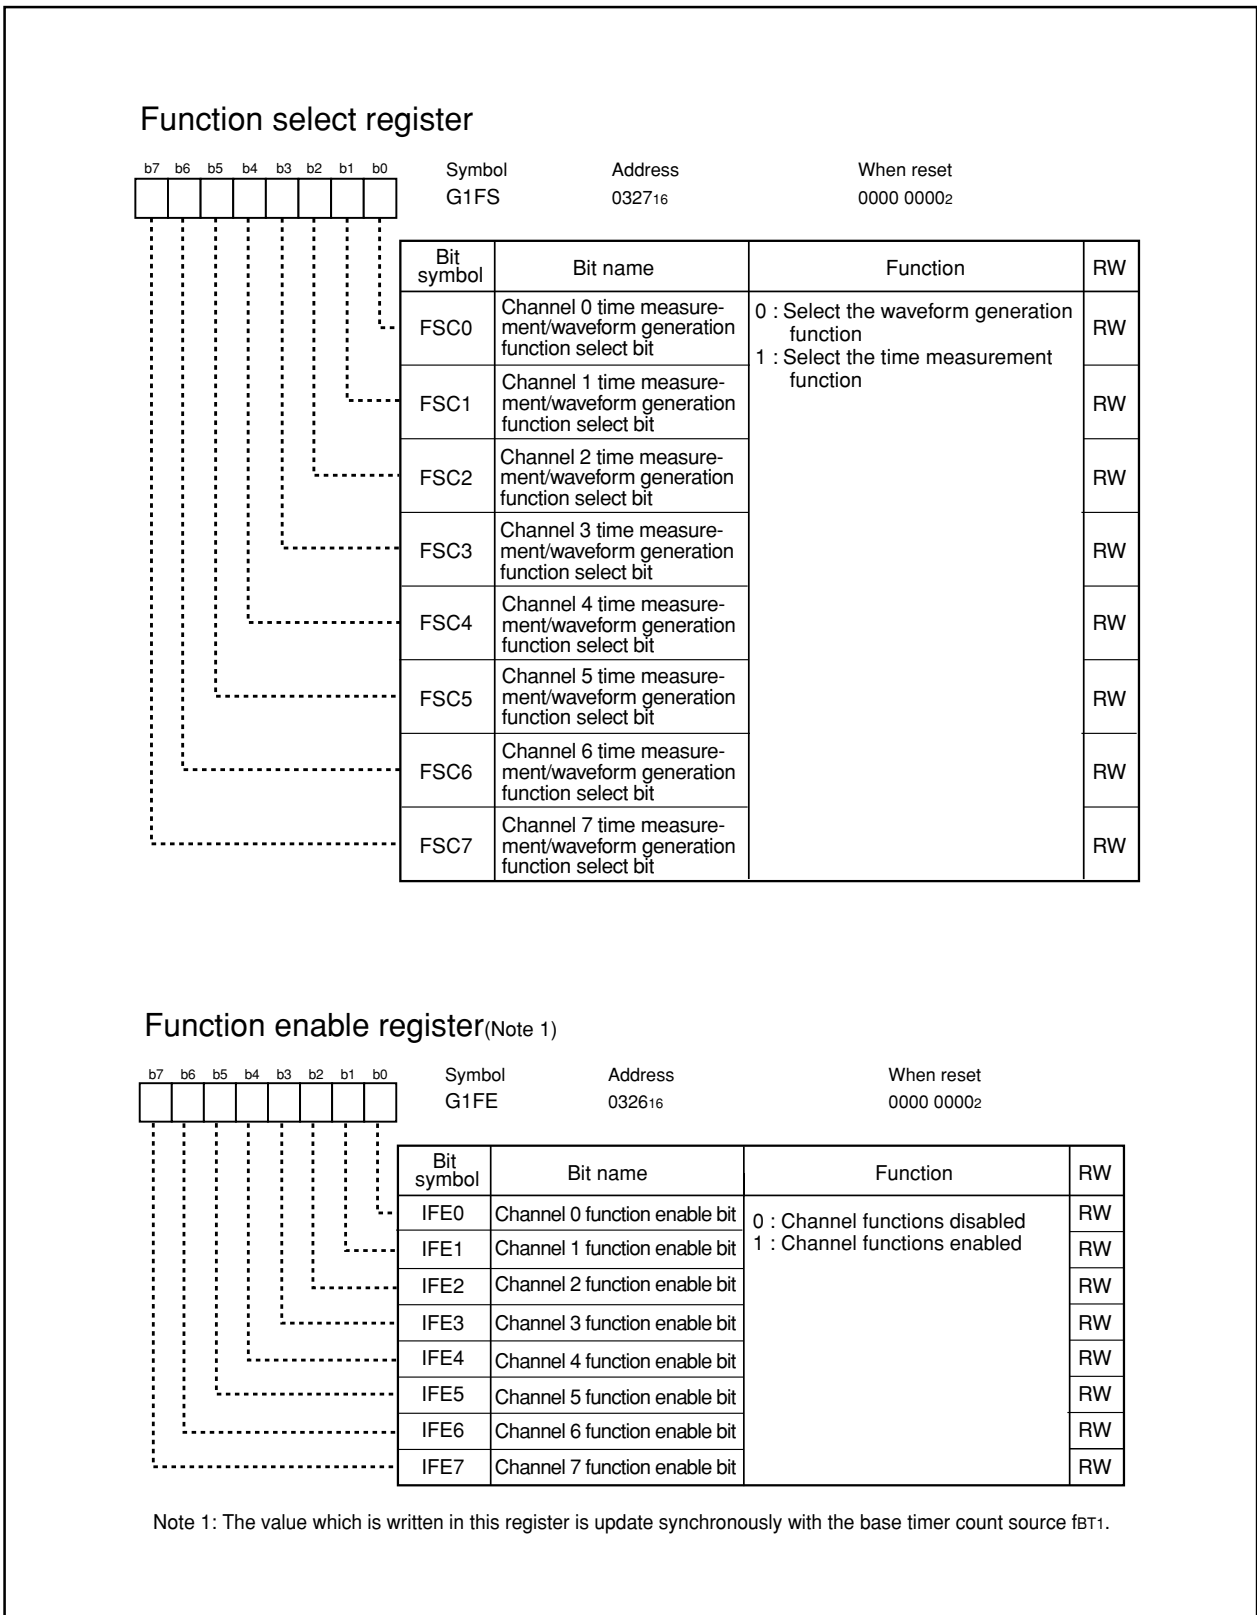 Function select register
b7 b6 b5 b4 b3 b2 b1 b0
Symbol Address When reset
G1FS 032716 0000 00002
Bit symbol Bit name Function RW
FSC0
Channel 0 time measure-
ment/waveform generation
function select bit
0 : Select the waveform generation
function
1 : Select the time measurement
function
RW
FSC1
Channel 1 time measure-
ment/waveform generation
function select bit
RW
FSC2
Channel 2 time measure-
ment/waveform generation
function select bit
RW
FSC3
Channel 3 time measure-
ment/waveform generation
function select bit
RW
FSC4
Channel 4 time measure-
ment/waveform generation
function select bit
RW
FSC5
Channel 5 time measure-
ment/waveform generation
function select bit
RW
FSC6
Channel 6 time measure-
ment/waveform generation
function select bit
RW
FSC7
Channel 7 time measure-
ment/waveform generation
function select bit
RW
Function enable register(Note 1)
b7 b6 b5 b4 b3 b2 b1 b0
Symbol Address When reset
G1FE 032616 0000 00002
Bit symbol Bit name Function RW
IFE0 Channel 0 function enable bit 0 : Channel functions disabled RW
IFE1 Channel 1 function enable bit 1 : Channel functions enabled RW
IFE2 Channel 2 function enable bit RW
IFE3 Channel 3 function enable bit RW
IFE4 Channel 4 function enable bit RW
IFE5 Channel 5 function enable bit RW
IFE6 Channel 6 function enable bit RW
IFE7 Channel 7 function enable bit RW
Note 1: The value which is written in this register is update synchronously with the base timer count source fBT1.